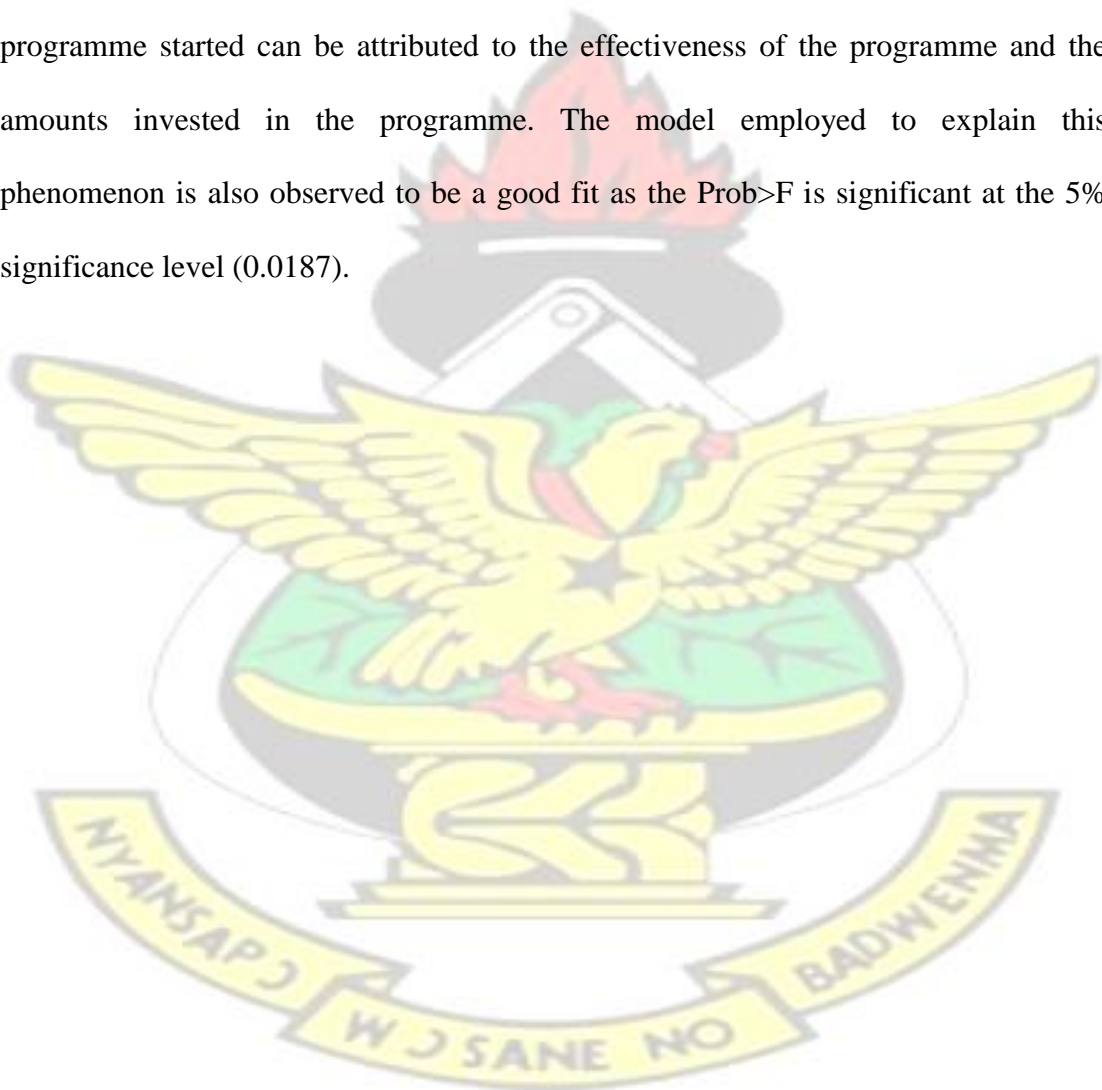 programme started can be attributed to the effectiveness of the programme and the
amounts invested in the programme. The model employed to explain this
phenomenon is also observed to be a good fit as the Prob>F is significant at the 5%
significance level (0.0187).
NYANSAPƆ
WƆSANE NO
BADWENMA